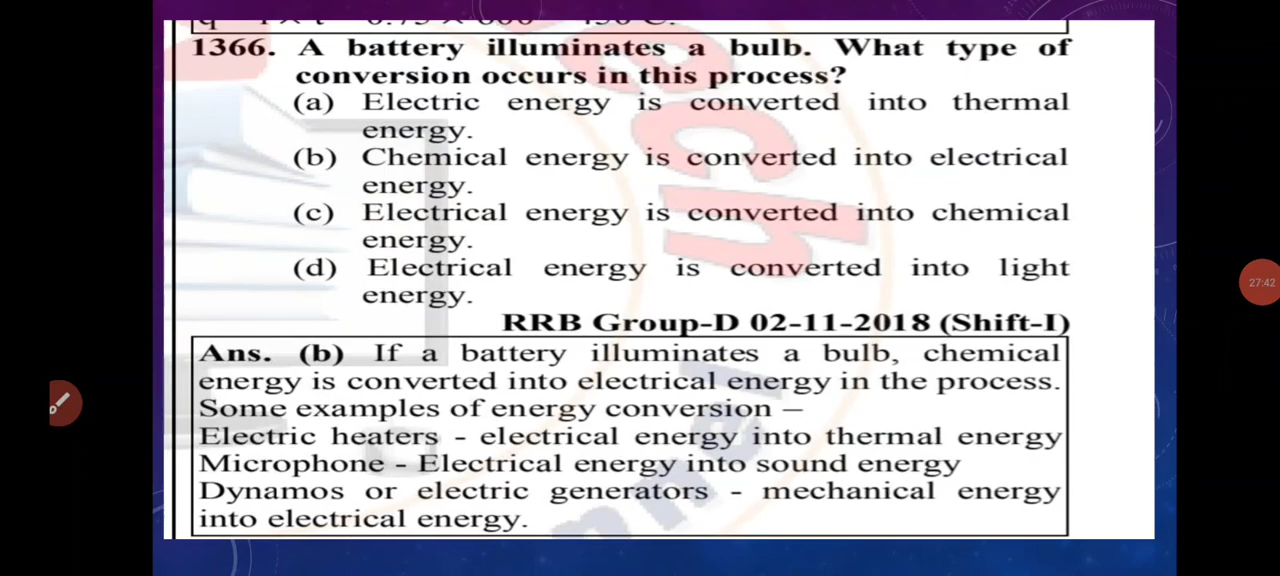 1366. A battery illuminates a bulb. What type of
conversion occurs in this process?
(a) Electric energy is converted into thermal
energy.
(b) Chemical energy is converted into electrical
energy.
(c) Electrical energy is converted into chemical
energy.
(d) Electrical energy is converted into light
energy.
RRB Group-D 02-11-2018 (Shift-I)
Ans. (b) If a battery illuminates a bulb, chemical
energy is converted into electrical energy in the process.
Some examples of energy conversion –
Electric heaters - electrical energy into thermal energy
Microphone - Electrical energy into sound energy
Dynamos or electric generators - mechanical energy
into electrical energy.
27:42